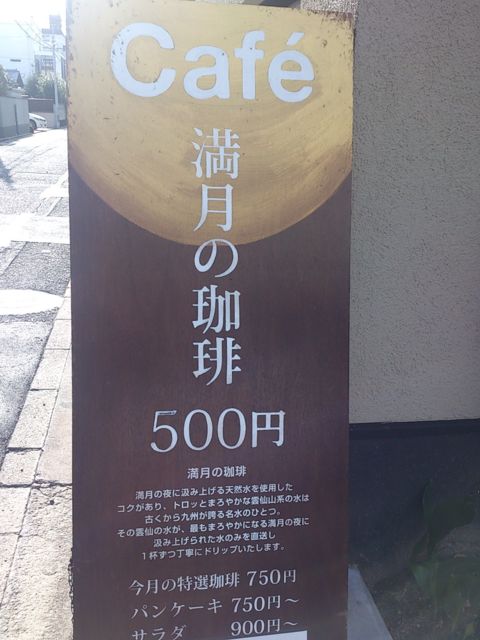 Café
満月の珈琲
500円
満月の珈琲
満月の夜に汲み上げる天然水を使用した
コクがあり、トロッとまろやかな雲仙山系の水は
古くから九州が誇る名水のひとつ。
その雲仙の水が、最もまろやかになる満月の夜に
汲み上げられた水のみを直送し
1杯ずつ丁寧にドリップいたします。
今月の特選珈琲 750円
パンケーキ 750円～
サラダ 900円～